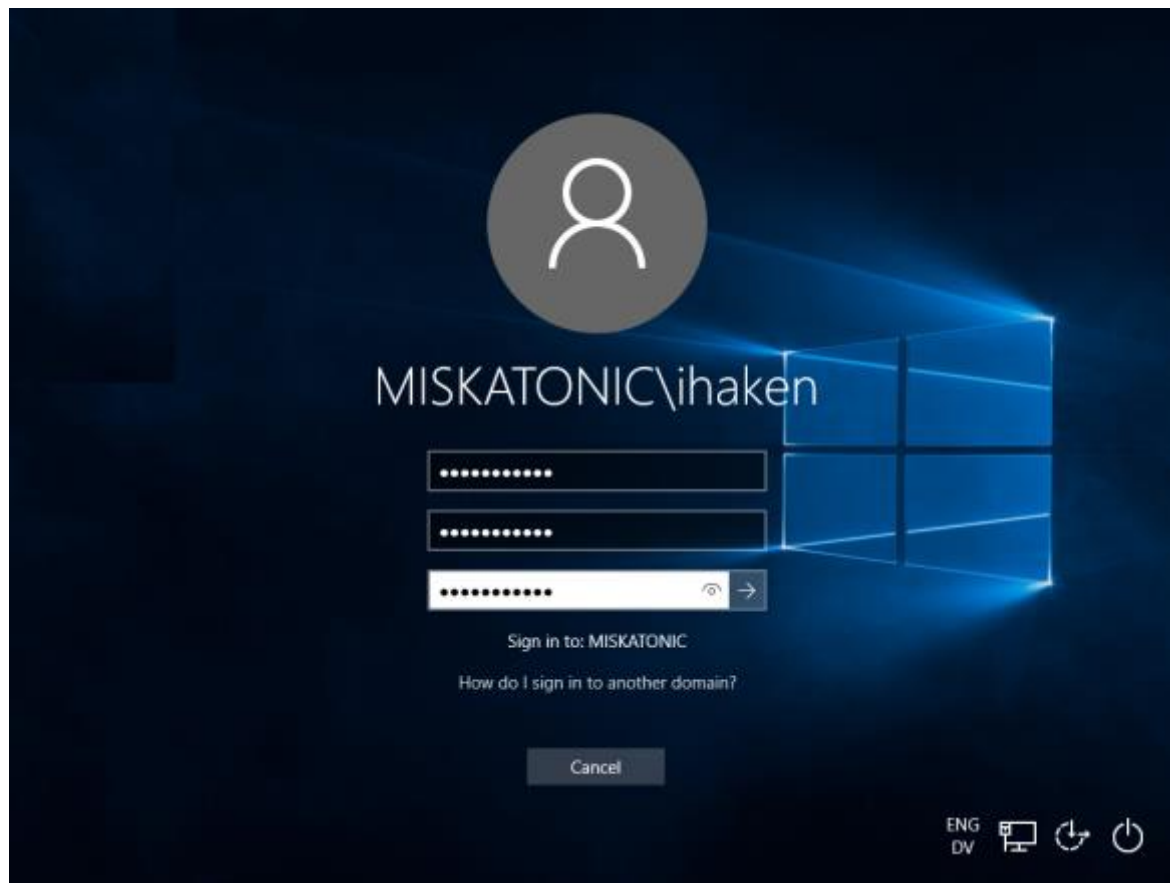 MISKATONIC\ihaken
•••••••••••
•••••••••••
•••••••••••
Sign in to: MISKATONIC
How do I sign in to another domain?
Cancel
ENG
DV